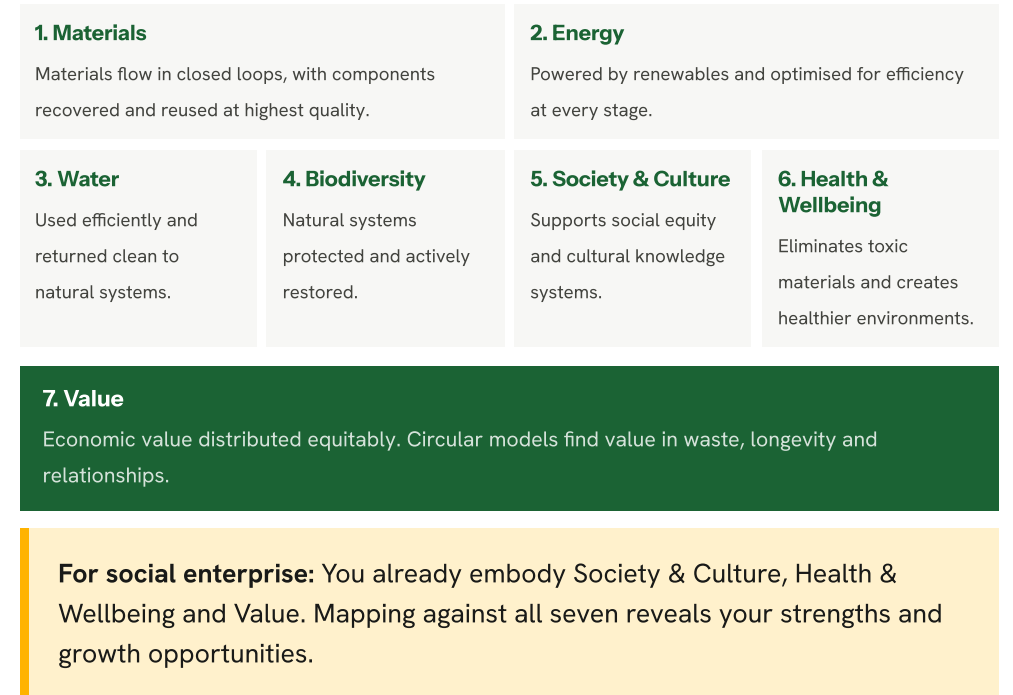 1. Materials
Materials flow in closed loops, with components
recovered and reused at highest quality.
2. Energy
Powered by renewables and optimised for efficiency
at every stage.
3. Water
Used efficiently and
returned clean to
natural systems.
4. Biodiversity
Natural systems
protected and actively
restored.
5. Society & Culture
Supports social equity
and cultural knowledge
systems.
6. Health &
Wellbeing
Eliminates toxic
materials and creates
healthier environments.
7. Value
Economic value distributed equitably. Circular models find value in waste, longevity and
relationships.
For social enterprise: You already embody Society & Culture, Health &
Wellbeing and Value. Mapping against all seven reveals your strengths and
growth opportunities.